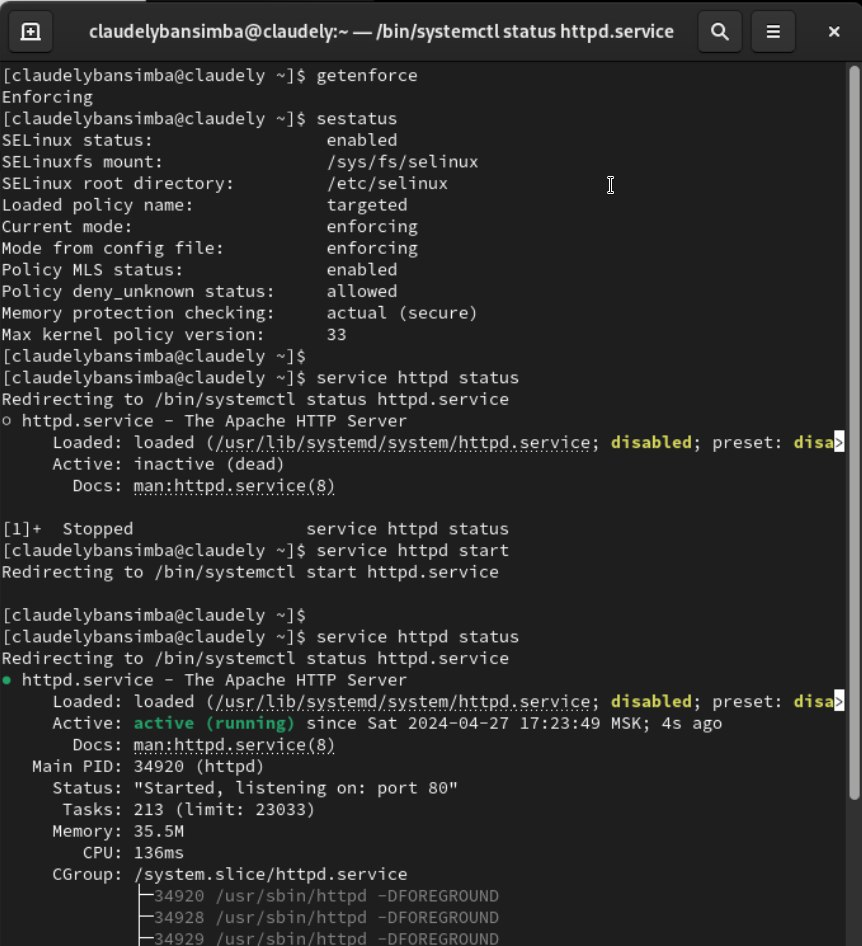 claudelybansimba@claudely:~ — /bin/systemctl status httpd.service
[claudelybansimba@claudely ~]$ getenforce
Enforcing
[claudelybansimba@claudely ~]$ sestatus
SELinux status:                 enabled
SELinuxfs mount:                /sys/fs/selinux
SELinux root directory:         /etc/selinux
Loaded policy name:             targeted
Current mode:                   enforcing
Mode from config file:          enforcing
Policy MLS status:              enabled
Policy deny_unknown status:     allowed
Memory protection checking:     actual (secure)
Max kernel policy version:      33
[claudelybansimba@claudely ~]$
[claudelybansimba@claudely ~]$ service httpd status
Redirecting to /bin/systemctl status httpd.service
○ httpd.service - The Apache HTTP Server
     Loaded: loaded (/usr/lib/systemd/system/httpd.service; disabled; preset: disa>
     Active: inactive (dead)
       Docs: man:httpd.service(8)
[1]+  Stopped                 service httpd status
[claudelybansimba@claudely ~]$ service httpd start
Redirecting to /bin/systemctl start httpd.service
[claudelybansimba@claudely ~]$
[claudelybansimba@claudely ~]$ service httpd status
Redirecting to /bin/systemctl status httpd.service
● httpd.service - The Apache HTTP Server
     Loaded: loaded (/usr/lib/systemd/system/httpd.service; disabled; preset: disa>
     Active: active (running) since Sat 2024-04-27 17:23:49 MSK; 4s ago
       Docs: man:httpd.service(8)
   Main PID: 34920 (httpd)
     Status: "Started, listening on: port 80"
      Tasks: 213 (limit: 23033)
     Memory: 35.5M
        CPU: 136ms
     CGroup: /system.slice/httpd.service
             ├─34920 /usr/sbin/httpd -DFOREGROUND
             ├─34928 /usr/sbin/httpd -DFOREGROUND
             ├─34929 /usr/sbin/httpd -DFOREGROUND